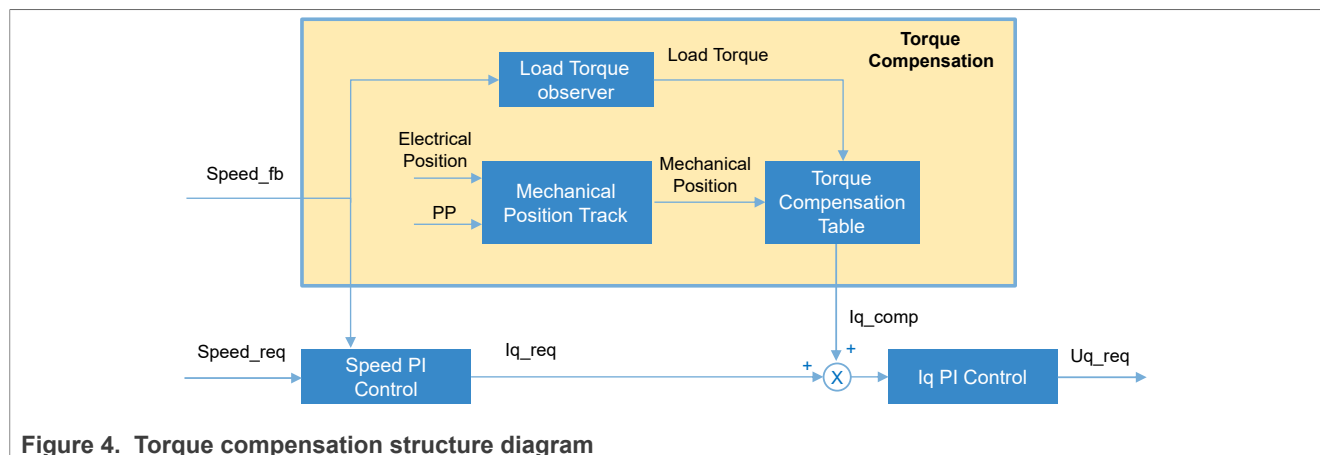 Torque
Compensation
Load Torque
observer
Load Torque
Electrical
Position
PP
Mechanical
Position Track
Mechanical
Position
Torque
Compensation
Table
Speed_fb
Iq_comp
Speed_req
Speed PI
Control
Iq_req
+
+
X
Iq PI Control
Uq_req
Figure 4. Torque compensation structure diagram